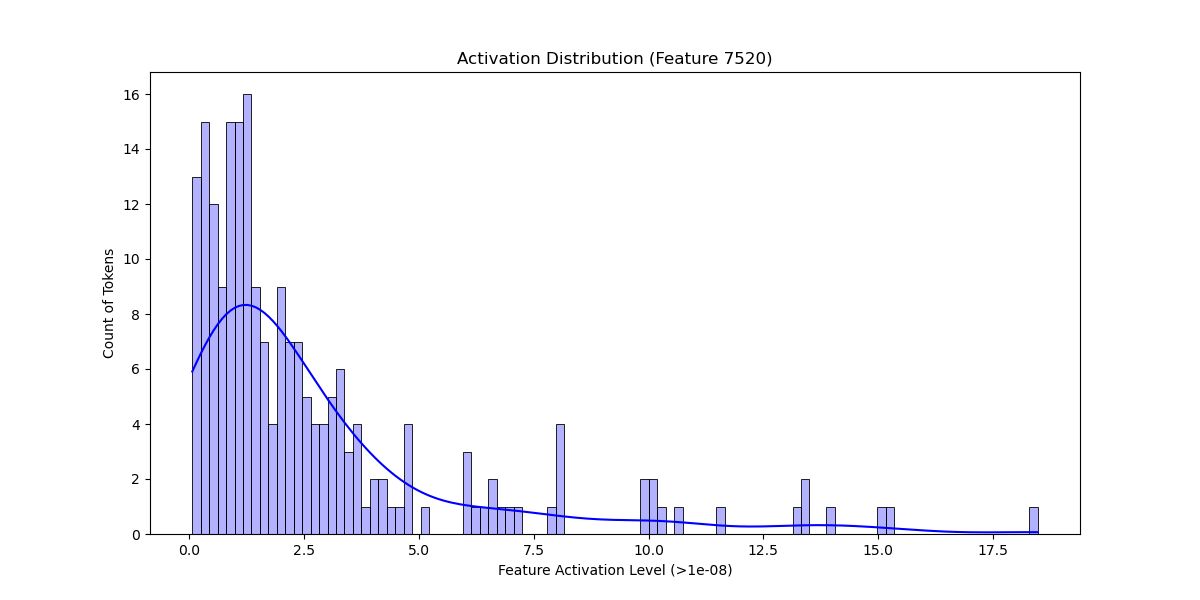 Activation Distribution (Feature 7520)
16
14
12
10
8
6
4
2
0
Count of Tokens
0.0 2.5 5.0 7.5 10.0 12.5 15.0 17.5
Feature Activation Level (>1e-08)